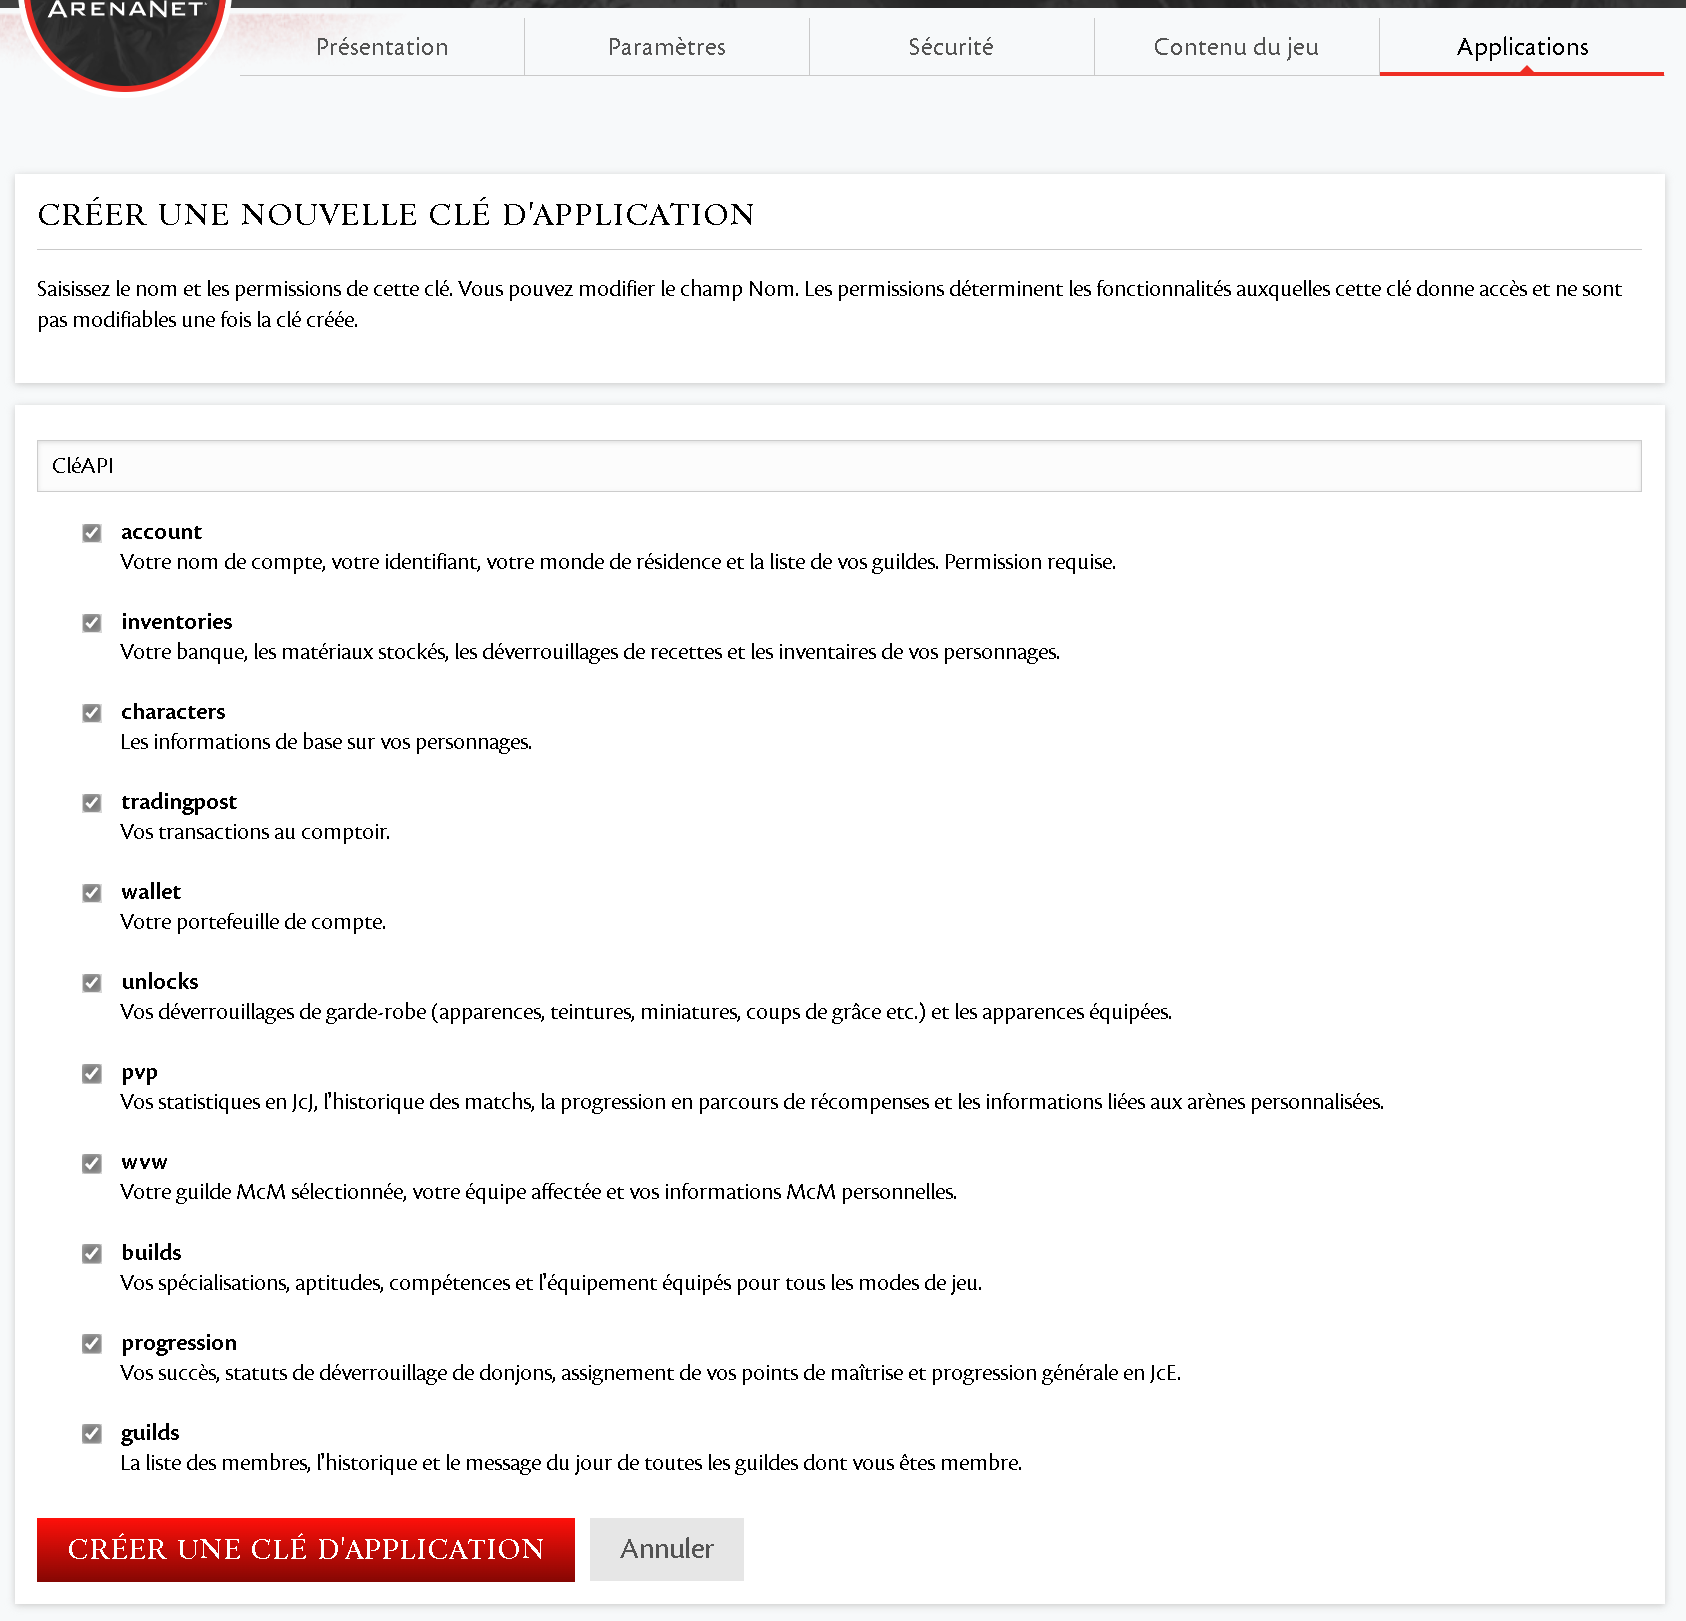 ARENANET
Présentation
Paramètres
Sécurité
Contenu du jeu
Applications
CRÉER UNE NOUVELLE CLÉ D'APPLICATION
Saisissez le nom et les permissions de cette clé. Vous pouvez modifier le champ Nom. Les permissions déterminent les fonctionnalités auxquelles cette clé donne accès et ne sont
pas modifiables une fois la clé créée.
CléAPI
account
Votre nom de compte, votre identifiant, votre monde de résidence et la liste de vos guildes. Permission requise.
inventories
Votre banque, les matériaux stockés, les déverrouillages de recettes et les inventaires de vos personnages.
characters
Les informations de base sur vos personnages.
tradingpost
Vos transactions au comptoir.
wallet
Votre portefeuille de compte.
unlocks
Vos déverrouillages de garde-robe (apparences, teintures, miniatures, coups de grâce etc.) et les apparences équipées.
pvp
Vos statistiques en JcJ, l'historique des matchs, la progression en parcours de récompenses et les informations liées aux arènes personnalisées.
wvw
Votre guilde McM sélectionnée, votre équipe affectée et vos informations McM personnelles.
builds
Vos spécialisations, aptitudes, compétences et l'équipement équipés pour tous les modes de jeu.
progression
Vos succès, statuts de déverrouillage de donjons, assignement de vos points de maîtrise et progression générale en JcE.
guilds
La liste des membres, l'historique et le message du jour de toutes les guildes dont vous êtes membre.
CRÉER UNE CLÉ D'APPLICATION
Annuler